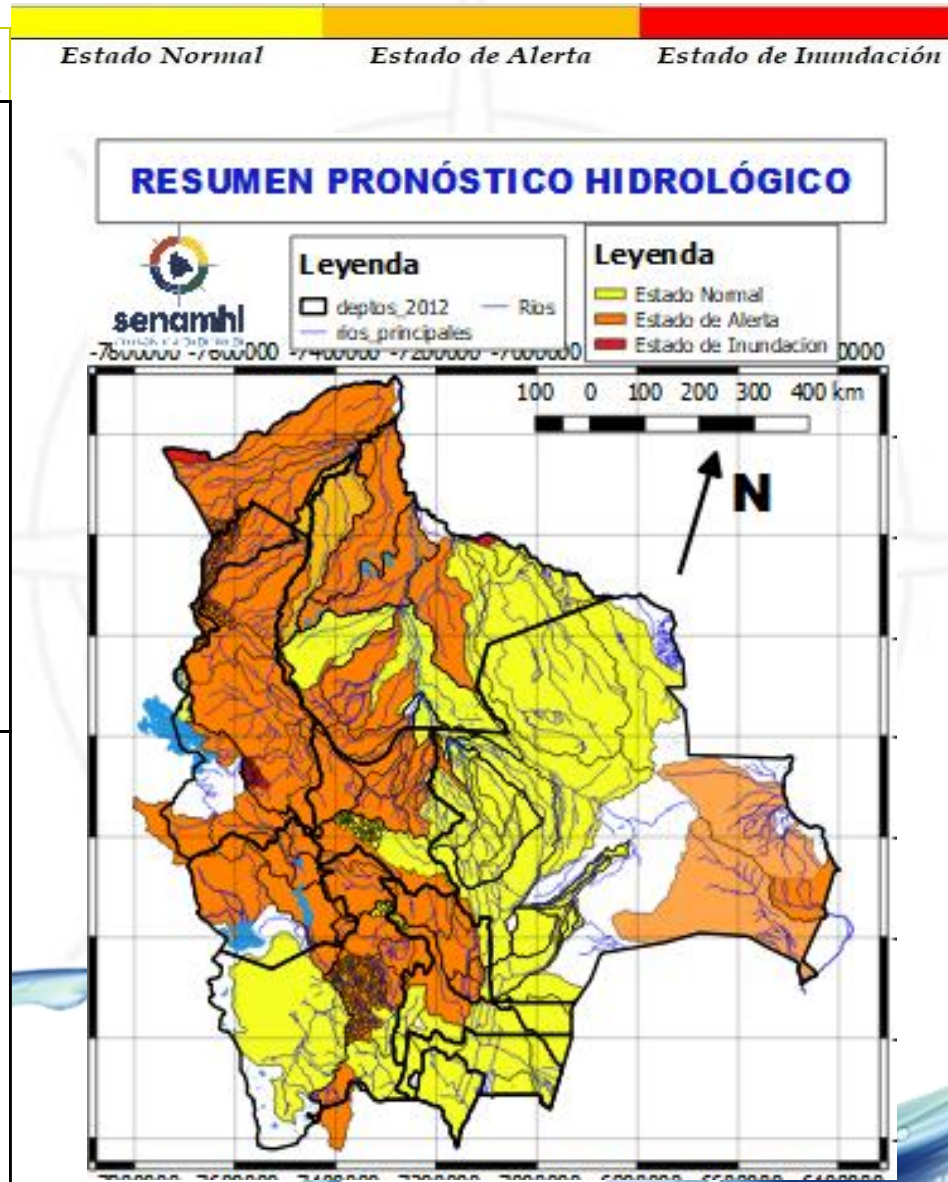 Estado Normal Estado de Alerta Estado de Inundación
RESUMEN PRONÓSTICO HIDROLÓGICO
senamhi
Leyenda
deptos_2012 Rios
rios_principales
Leyenda
Estado Normal
Estado de Alerta
Estado de Inundacion
-7800000 -7600000 -7400000 -7200000 -7000000
100 0 100 200 300 400 km
N